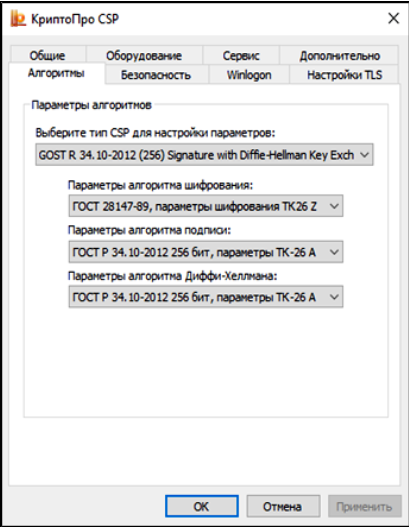 КриптоПро CSP
Общие Оборудование Сервис Дополнительно
Алгоритмы Безопасность Winlogon Настройки TLS
Параметры алгоритмов
Выберите тип CSP для настройки параметров:
GOST R 34.10-2012 (256) Signature with Diffie-Hellman Key Exch
Параметры алгоритма шифрования:
ГОСТ 28147-89, параметры шифрования ТК26 Z
Параметры алгоритма подписи:
ГОСТ Р 34.10-2012 256 бит, параметры ТК-26 A
Параметры алгоритма Диффи-Хеллмана:
ГОСТ Р 34.10-2012 256 бит, параметры ТК-26 A
ОК Отмена Применить